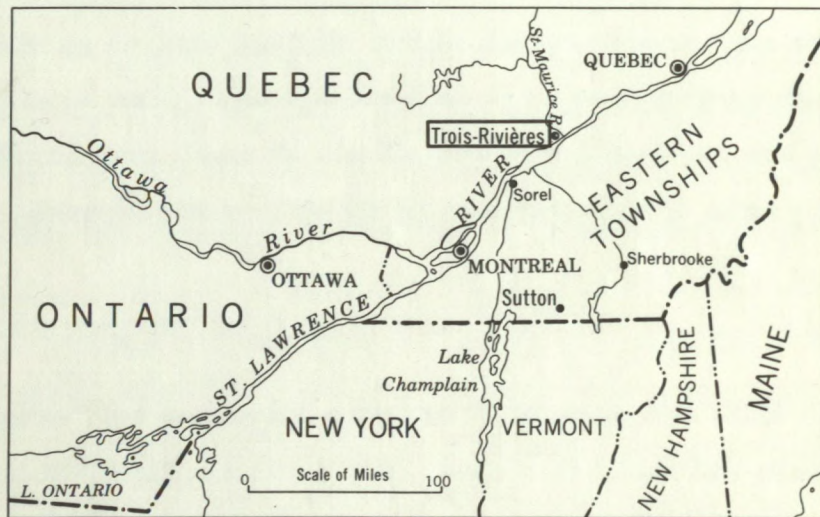 QUEBEC
St. Maurice R.
QUEBEC
Trois-Rivières
Ottawa
River
RIVER
Sorel
EASTERN
TOWNSHIPS
OTTAWA
MONTREAL
Sherbrooke
Sutton
ONTARIO
ST. LAWRENCE
Lake
Champlain
NEW YORK
VERMONT
NEW HAMPSHIRE
MAINE
L. ONTARIO
Scale of Miles
0 100